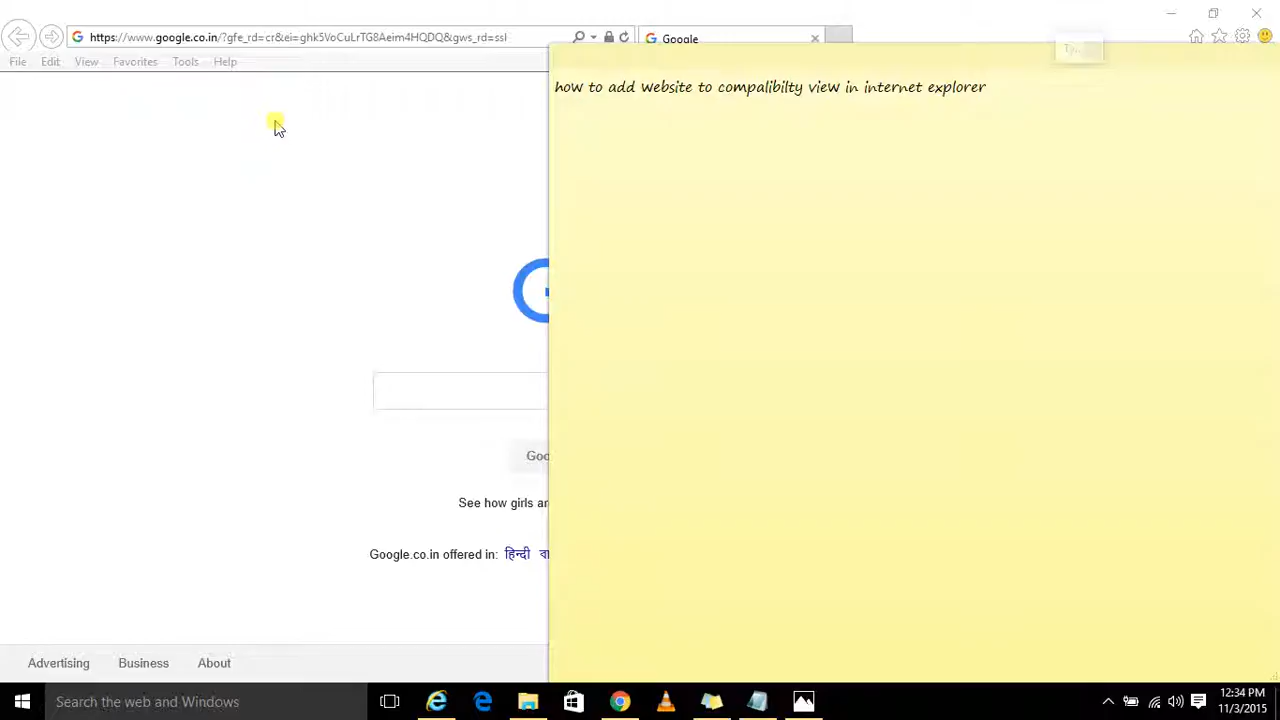 https://www.google.co.in/?gfe_rd=cr&ei=ghk5VoCuLrTG8Aeim4HQDQ&gws_rd=ssl
Google
File Edit View Favorites Tools Help
how to add website to compalibilty view in internet explorer
Goo
See how girls ar
Google.co.in offered in: हिन्दी বা
Advertising Business About
Search the web and Windows
12:34 PM
11/3/2015